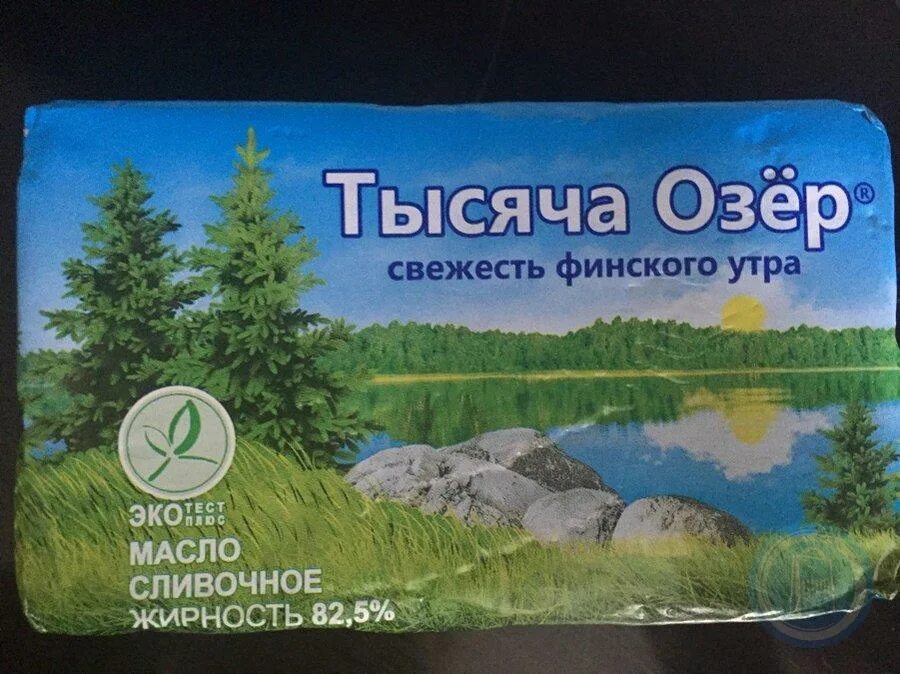 Тысяча Озёр®
свежесть финского утра
ЭКО ТЕСТ
ПЛЮС
МАСЛО
СЛИВОЧНОЕ
ЖИРНОСТЬ 82,5%